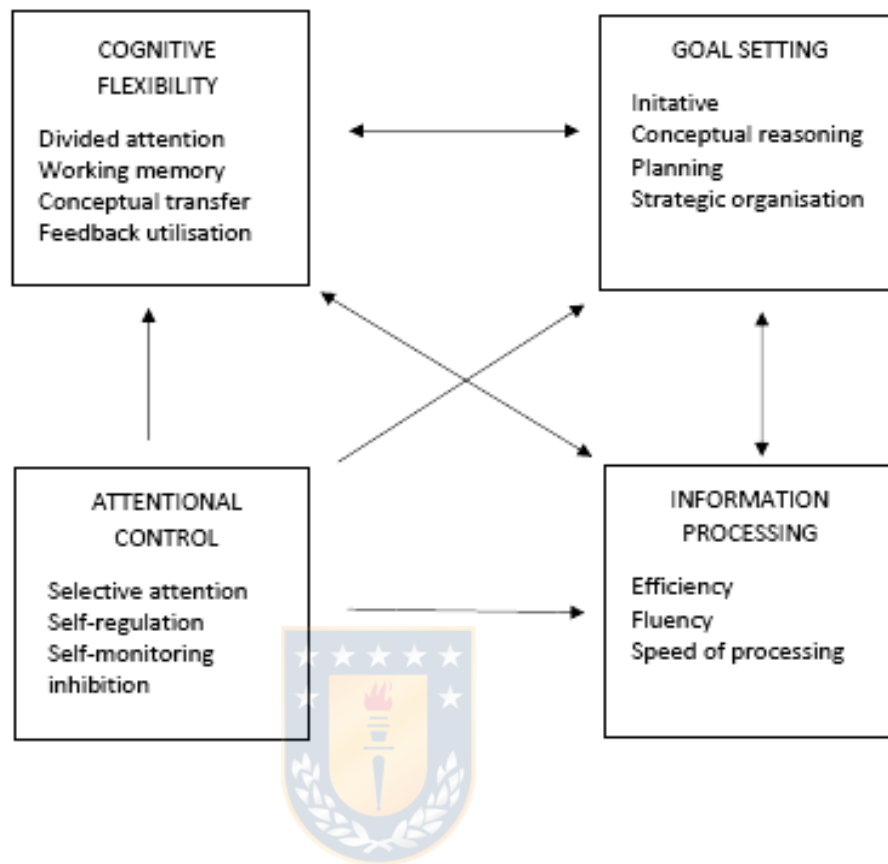 COGNITIVE
FLEXIBILITY
Divided attention
Working memory
Conceptual transfer
Feedback utilisation
GOAL SETTING
Initative
Conceptual reasoning
Planning
Strategic organisation
ATTENTIONAL
CONTROL
Selective attention
Self-regulation
Self-monitoring
inhibition
INFORMATION
PROCESSING
Efficiency
Fluency
Speed of processing